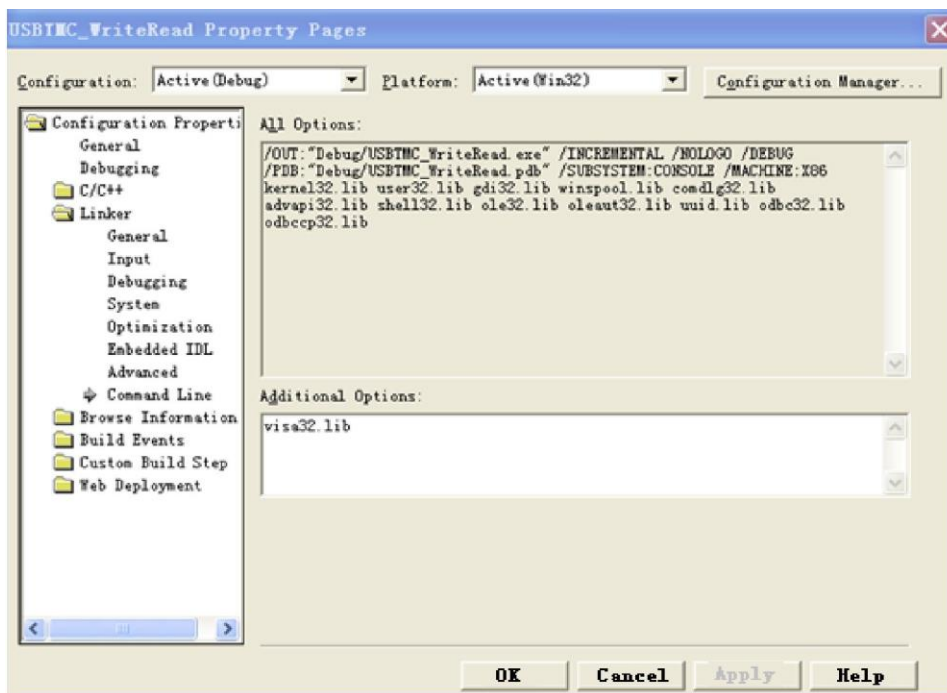 USBTMC_WriteRead Property Pages
Configuration: Active(Debug) Platform: Active(Win32) Configuration Manager...
Configuration Properti
General
Debugging
C/C++
Linker
General
Input
Debugging
System
Optimization
Embedded IDL
Advanced
Command Line
Browse Information
Build Events
Custom Build Step
Web Deployment
All Options:
/OUT:"Debug/USBTMC_WriteRead.exe" /INCREMENTAL /NOLOGO /DEBUG
/PDB:"Debug/USBTMC_WriteRead.pdb" /SUBSYSTEM:CONSOLE /MACHINE:X86
kernel32.lib user32.lib gdi32.lib winspool.lib comdlg32.lib
advapi32.lib shell32.lib ole32.lib oleaut32.lib uuid.lib odbc32.lib
odbccp32.lib
Additional Options:
visa32.lib
OK Cancel Apply Help